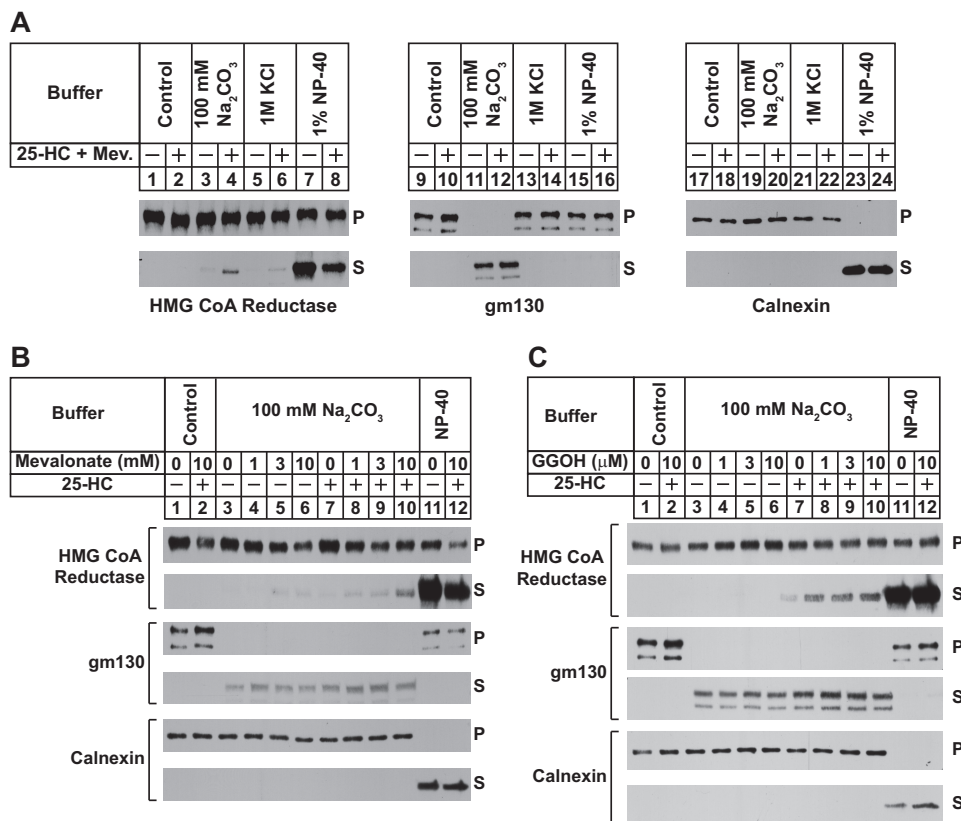 A
Buffer Control 100 mM Na2CO3 1M KCl 1% NP-40 Control 100 mM Na2CO3 1M KCl 1% NP-40 Control 100 mM Na2CO3 1M KCl 1% NP-40
25-HC + Mev. – + – + – + – + – + – + – + – + – + – + – + – +
1 2 3 4 5 6 7 8 9 10 11 12 13 14 15 16 17 18 19 20 21 22 23 24
P P P
S S S
HMG CoA Reductase gm130 Calnexin
B
Buffer Control 100 mM Na2CO3 NP-40
Mevalonate (mM) 0 10 0 1 3 10 0 1 3 10 0 10
25-HC – + – – – – + + + + – +
1 2 3 4 5 6 7 8 9 10 11 12
HMG CoA Reductase P
S
gm130 P
S
Calnexin P
S
C
Buffer Control 100 mM Na2CO3 NP-40
GGOH (μM) 0 10 0 1 3 10 0 1 3 10 0 10
25-HC – + – – – – + + + + – +
1 2 3 4 5 6 7 8 9 10 11 12
HMG CoA Reductase P
S
gm130 P
S
Calnexin P
S